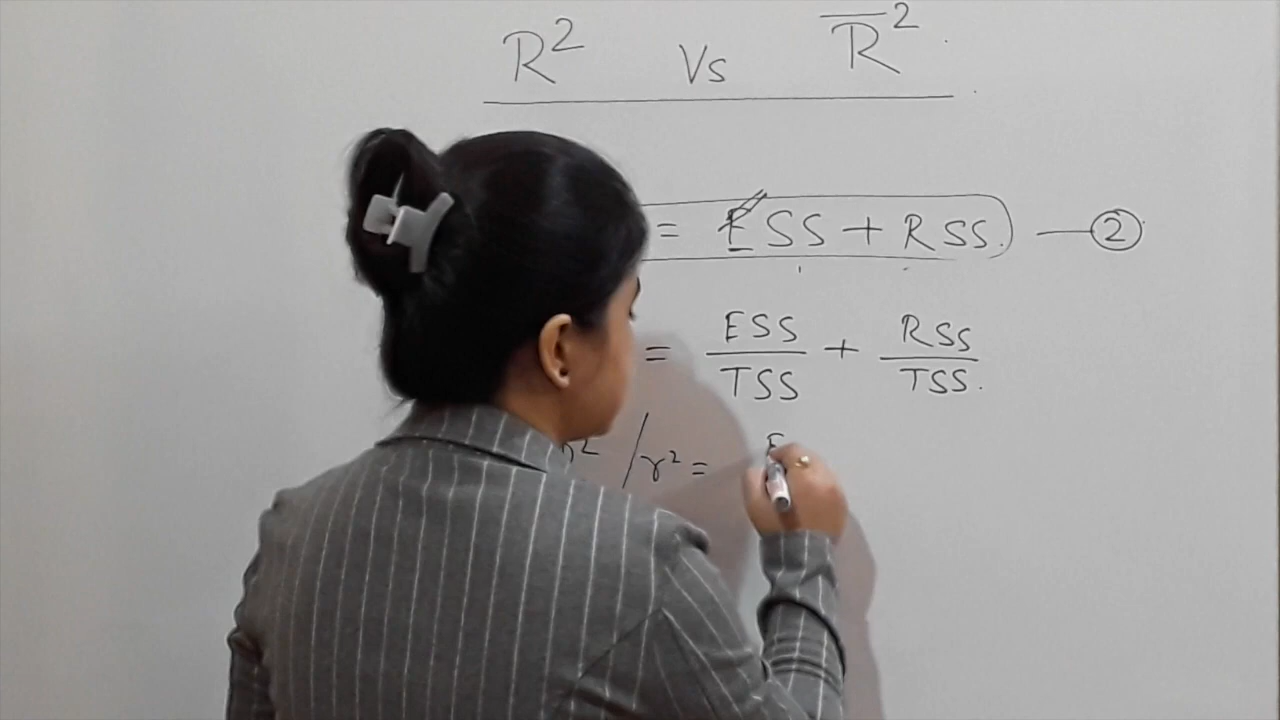 R² Vs R̅²
= ESS + RSS. — ②
= ESS/TSS + RSS/TSS.
/ r² = E